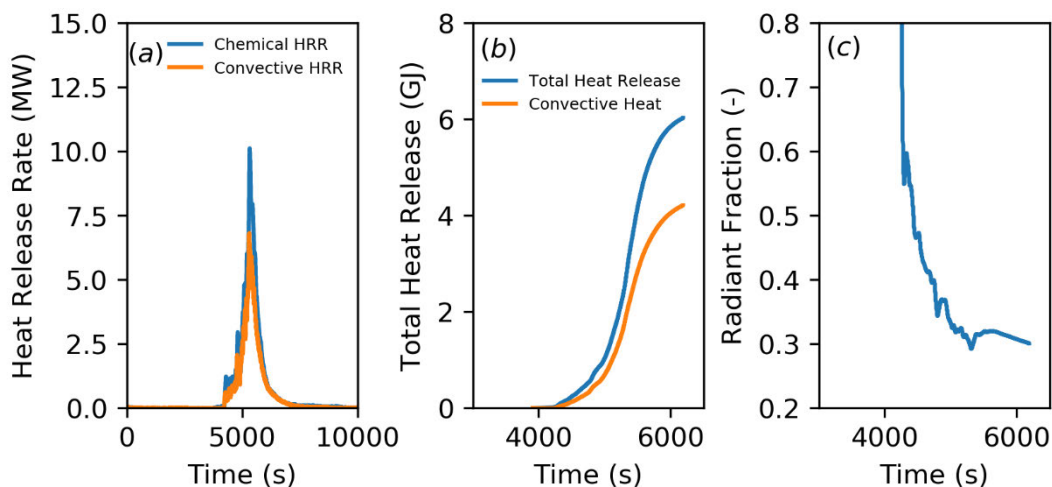 Heat Release Rate (MW)
15.0
12.5
10.0
7.5
5.0
2.5
0.0
(a)
Chemical HRR
Convective HRR
0
5000
10000
Time (s)
Total Heat Release (GJ)
8
6
4
2
0
(b)
Total Heat Release
Convective Heat
4000
6000
Time (s)
Radiant Fraction (-)
0.8
0.7
0.6
0.5
0.4
0.3
0.2
(c)
4000
6000
Time (s)